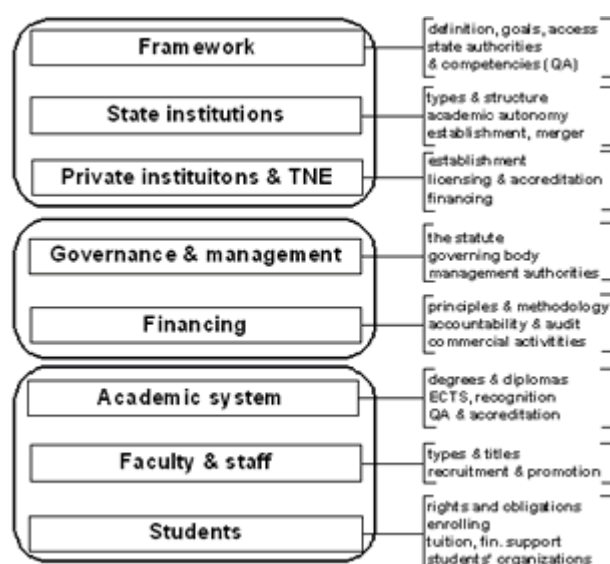 Framework
definition, goals, access
state authorities
& competencies (QA)
State institutions
types & structure
academic autonomy
establishment, merger
Private instituitons & TNE
establishment
licensing & accreditation
financing
Governance & management
the statute
governing body
management authorities
Financing
principles & methodology
accountability & audit
commercial activitities
Academic system
degrees & diplomas
ECTS, recognition
QA & accreditation
Faculty & staff
types & titles
recruitment & promotion
Students
rights and obligations
enrolling
tuition, fin. support
students' organizations